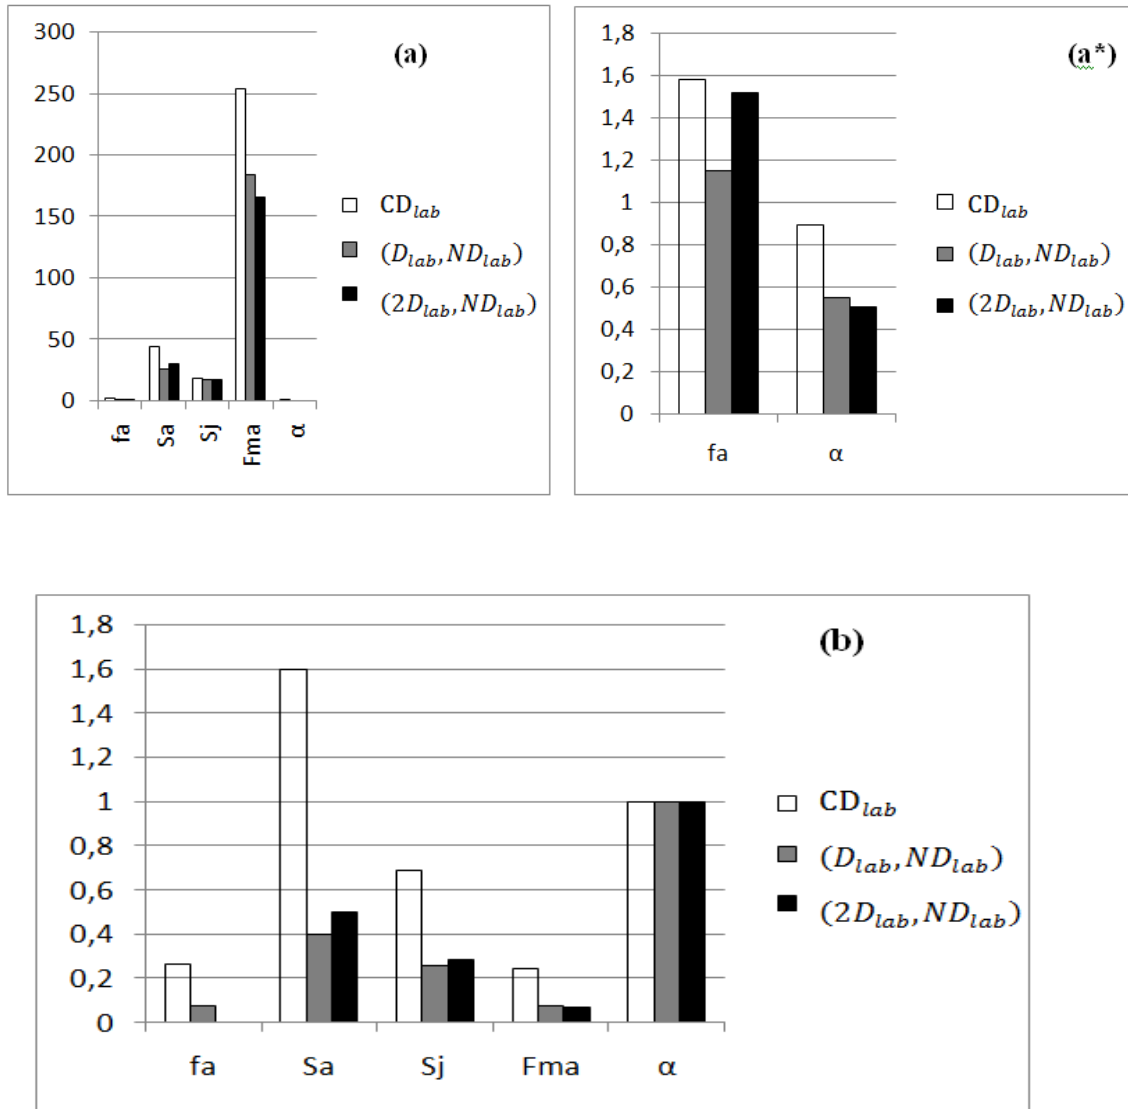 300
250
200
150
100
50
0
fa Sa Sj Fma α
(a)
CD_lab
(D_lab, ND_lab)
(2D_lab, ND_lab)
1,8
1,6
1,4
1,2
1
0,8
0,6
0,4
0,2
0
fa α
(a*)
CD_lab
(D_lab, ND_lab)
(2D_lab, ND_lab)
1,8
1,6
1,4
1,2
1
0,8
0,6
0,4
0,2
0
fa Sa Sj Fma α
(b)
CD_lab
(D_lab, ND_lab)
(2D_lab, ND_lab)